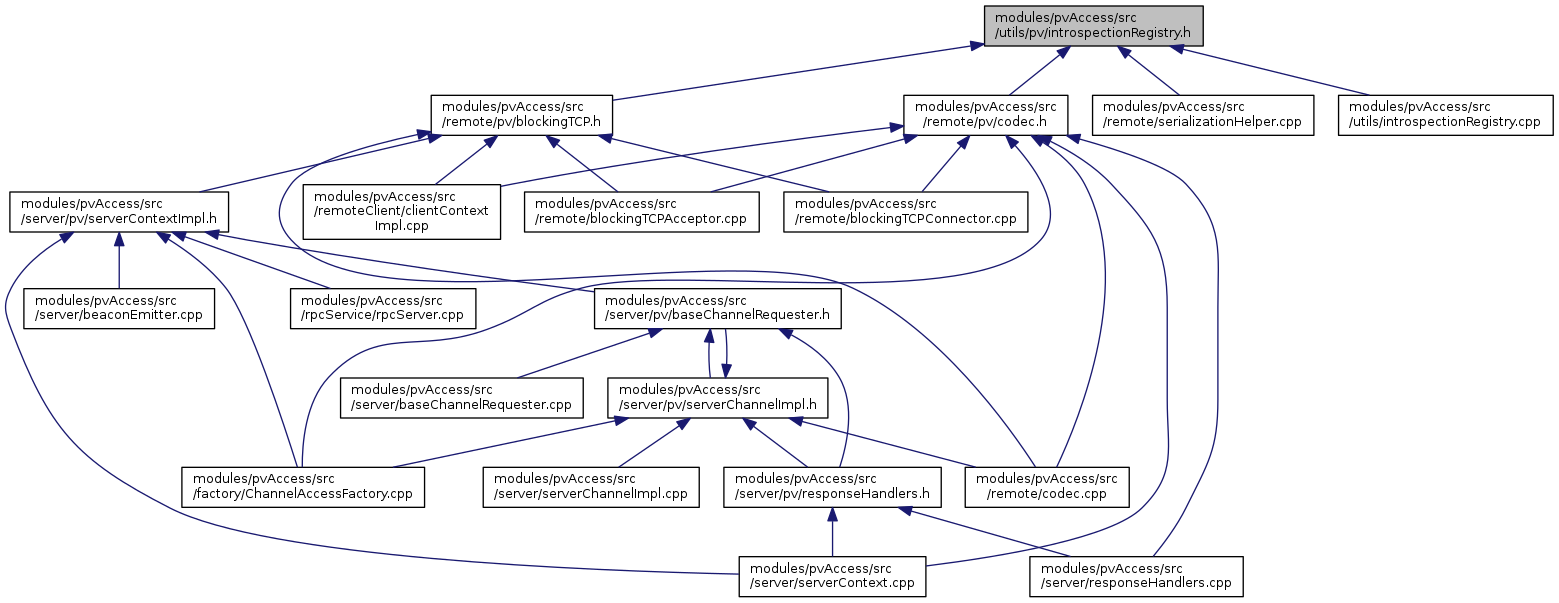 modules/pvAccess/src
/utils/pv/introspectionRegistry.h
modules/pvAccess/src
/remote/pv/blockingTCP.h
modules/pvAccess/src
/remote/pv/codec.h
modules/pvAccess/src
/remote/serializationHelper.cpp
modules/pvAccess/src
/utils/introspectionRegistry.cpp
modules/pvAccess/src
/server/pv/serverContextImpl.h
modules/pvAccess/src
/remoteClient/clientContext
Impl.cpp
modules/pvAccess/src
/remote/blockingTCPAcceptor.cpp
modules/pvAccess/src
/remote/blockingTCPConnector.cpp
modules/pvAccess/src
/server/beaconEmitter.cpp
modules/pvAccess/src
/rpcService/rpcServer.cpp
modules/pvAccess/src
/server/pv/baseChannelRequester.h
modules/pvAccess/src
/server/baseChannelRequester.cpp
modules/pvAccess/src
/server/pv/serverChannelImpl.h
modules/pvAccess/src
/factory/ChannelAccessFactory.cpp
modules/pvAccess/src
/server/serverChannelImpl.cpp
modules/pvAccess/src
/server/pv/responseHandlers.h
modules/pvAccess/src
/remote/codec.cpp
modules/pvAccess/src
/server/serverContext.cpp
modules/pvAccess/src
/server/responseHandlers.cpp